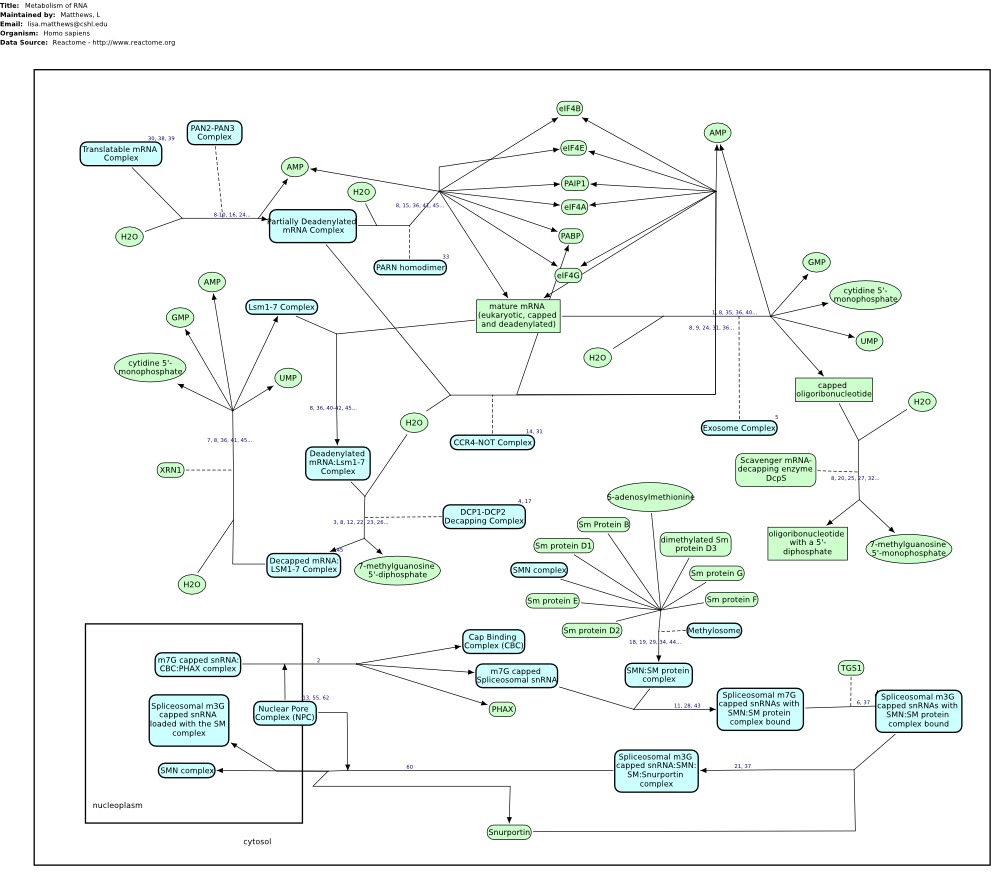 Title: Metabolism of RNA
Maintained by: Matthews, L
Email: lisa.matthews@cshl.edu
Organism: Homo sapiens
Data Source: Reactome - http://www.reactome.org
eIF4B
PAN2-PAN3
Complex
AMP
30, 38, 39
Translatable mRNA
Complex
eIF4E
AMP
PAIP1
H2O
eIF4A
8, 15, 36, 41, 45...
8-10, 16, 24...
Partially Deadenylated
mRNA Complex
H2O
PABP
33
PARN homodimer
eIF4G
GMP
AMP
cytidine 5'-
monophosphate
Lsm1-7 Complex
mature mRNA
(eukaryotic, capped
and deadenylated)
GMP
1, 8, 35, 36, 40...
8, 9, 24, 31, 36...
UMP
H2O
cytidine 5'-
monophosphate
UMP
capped
oligoribonucleotide
H2O
8, 36, 40-42, 45...
H2O
5
Exosome Complex
14, 31
CCR4-NOT Complex
7, 8, 36, 41, 45...
XRN1
Deadenylated
mRNA:Lsm1-7
Complex
Scavenger mRNA-
decapping enzyme
DcpS
8, 20, 25, 27, 32...
S-adenosylmethionine
4, 17
DCP1-DCP2
Decapping Complex
3, 8, 12, 22, 23, 26...
Sm Protein B
dimethylated Sm
protein D3
Sm protein D1
oligoribonucleotide
with a 5'-
diphosphate
7-methylguanosine
5'-monophosphate
45
Decapped mRNA:
LSM1-7 Complex
7-methylguanosine
5'-diphosphate
SMN complex
Sm protein G
H2O
Sm protein E
Sm protein F
Sm protein D2
Methylosome
18, 19, 29, 34, 44...
Cap Binding
Complex (CBC)
m7G capped snRNA:
CBC:PHAX complex
2
m7G capped
Spliceosomal snRNA
SMN:SM protein
complex
TGS1
13, 55, 62
Nuclear Pore
Complex (NPC)
PHAX
11, 28, 43
Spliceosomal m7G
capped snRNAs with
SMN:SM protein
complex bound
6, 37
Spliceosomal m3G
capped snRNAs with
SMN:SM protein
complex bound
Spliceosomal m3G
capped snRNA
loaded with the SM
complex
SMN complex
60
Spliceosomal m3G
capped snRNA:SMN:
SM:Snurportin
complex
21, 37
nucleoplasm
Snurportin
cytosol